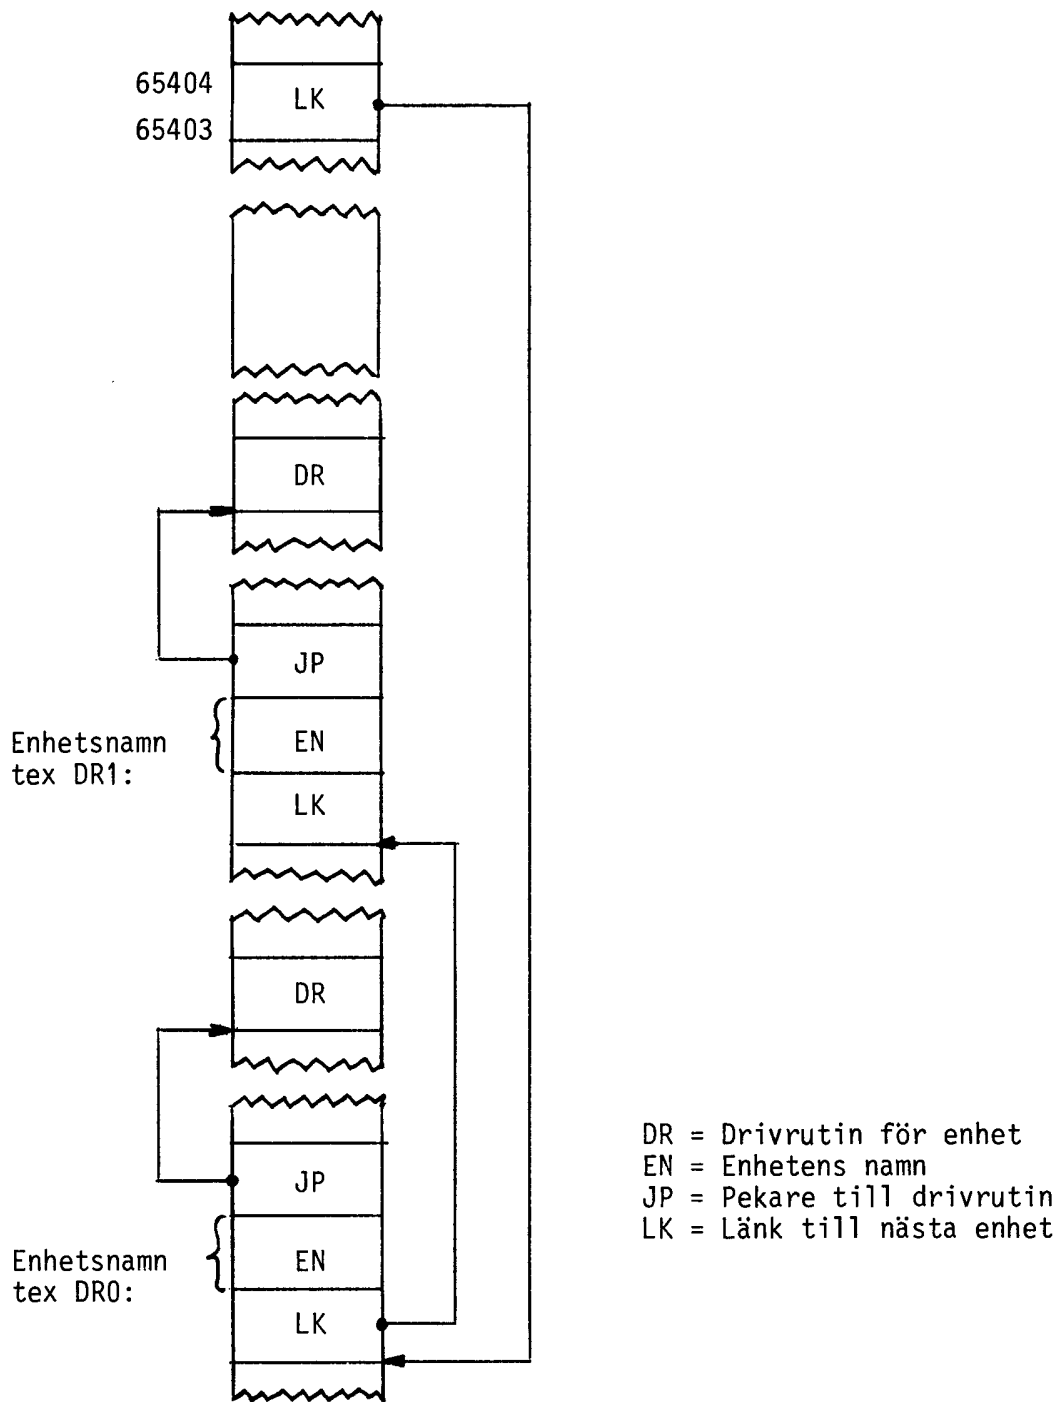 65404
LK
65403
DR
JP
EN
Enhetsnamn
tex DR1:
LK
DR
DR = Drivrutin för enhet
EN = Enhetens namn
JP = Pekare till drivrutin
LK = Länk till nästa enhet
JP
EN
Enhetsnamn
tex DR0:
LK